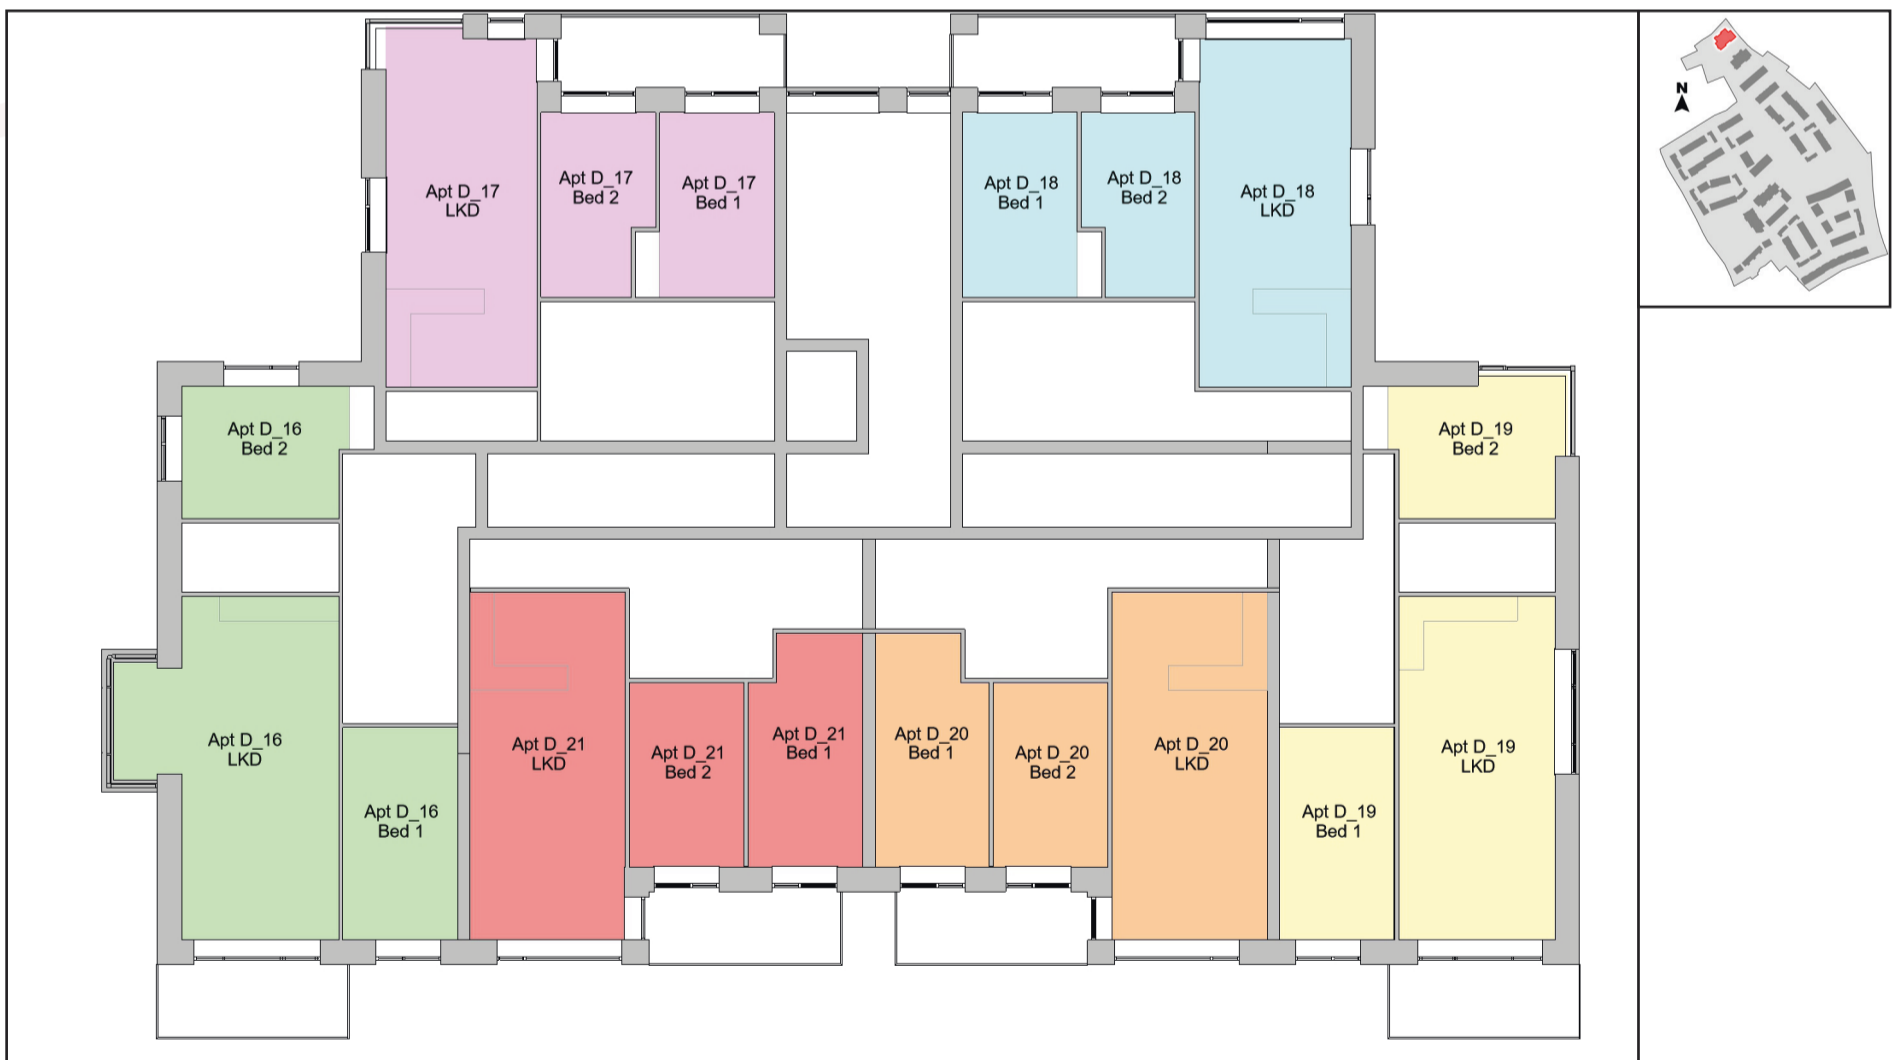 N
Apt D_17
LKD
Apt D_17
Bed 2
Apt D_17
Bed 1
Apt D_18
Bed 1
Apt D_18
Bed 2
Apt D_18
LKD
Apt D_16
Bed 2
Apt D_19
Bed 2
Apt D_16
LKD
Apt D_16
Bed 1
Apt D_21
LKD
Apt D_21
Bed 2
Apt D_21
Bed 1
Apt D_20
Bed 1
Apt D_20
Bed 2
Apt D_20
LKD
Apt D_19
Bed 1
Apt D_19
LKD